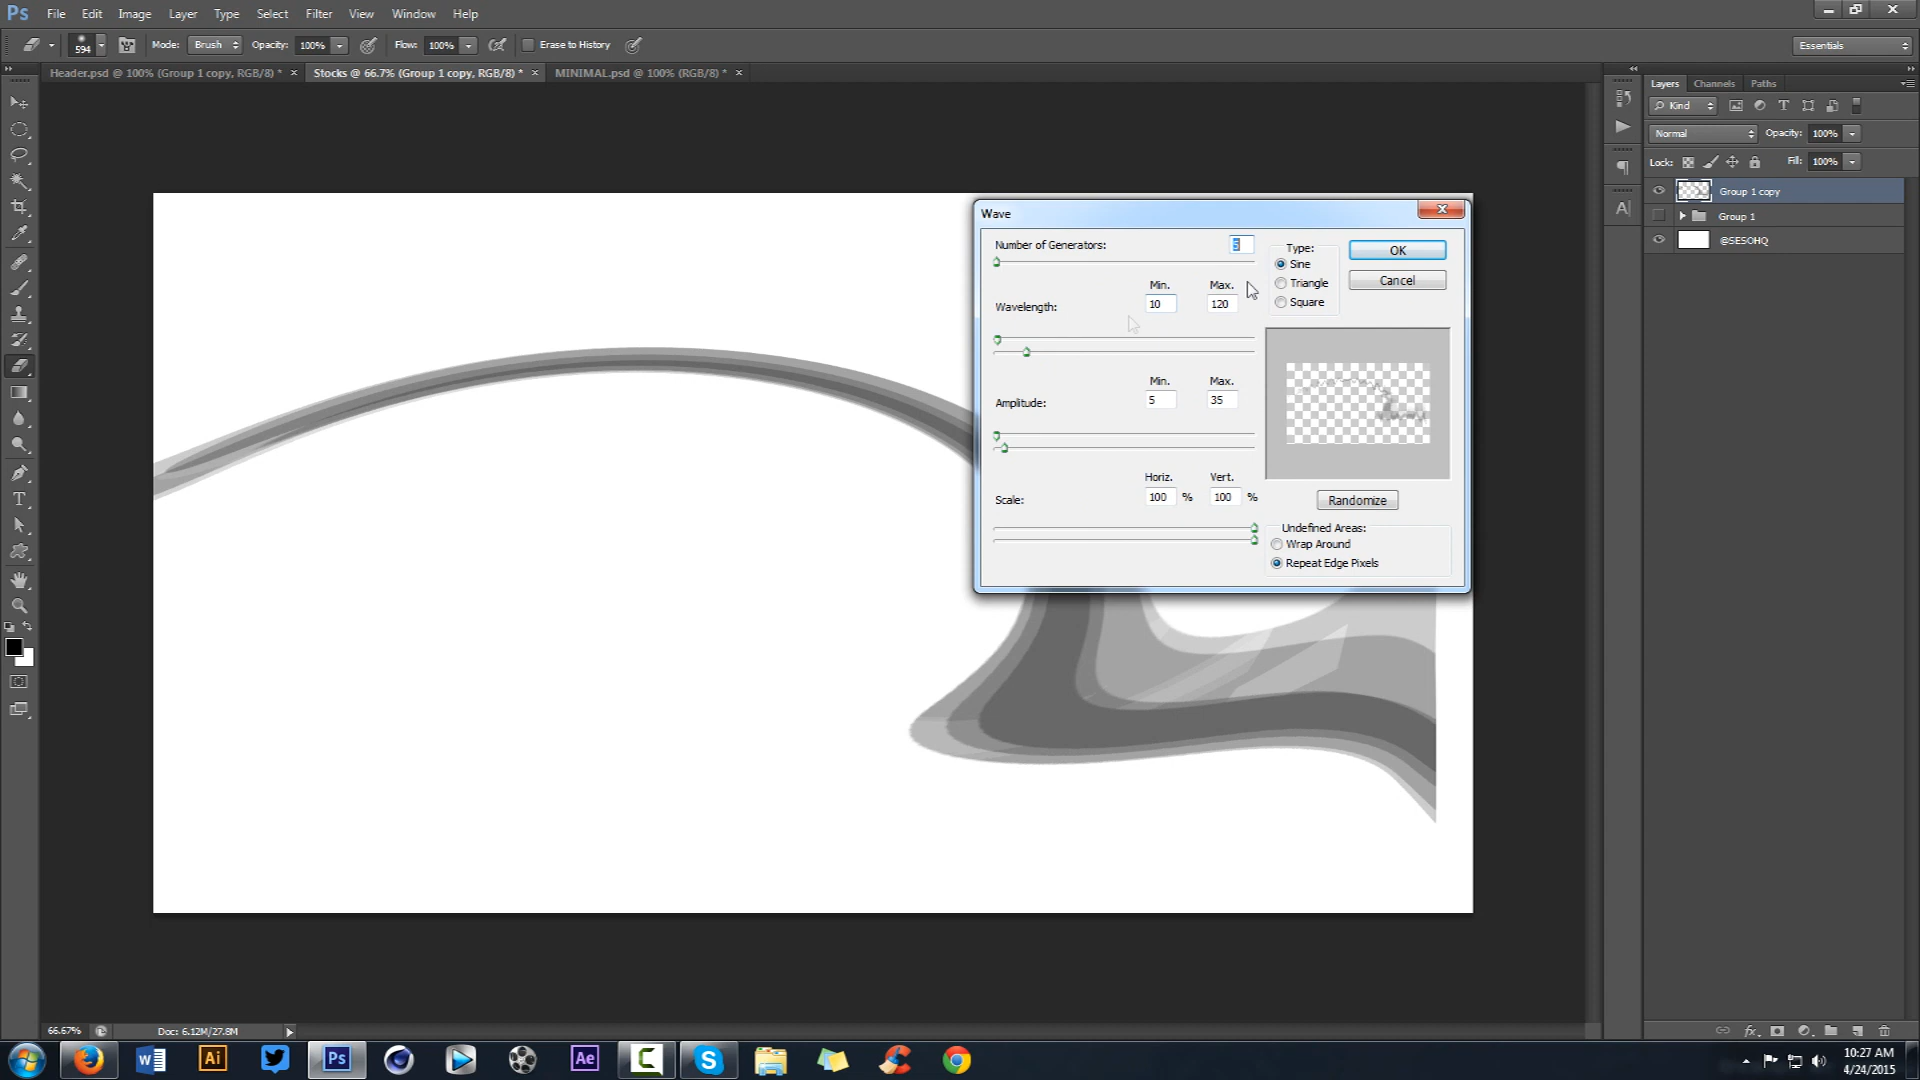 Ps File Edit Image Layer Type Select Filter View Window Help
594 Mode: Brush Opacity: 100% Flow: 100% Erase to History Essentials
Header.psd @ 100% (Group 1 copy, RGB/8) * × Stocks @ 66.7% (Group 1 copy, RGB/8) * × MINIMAL.psd @ 100% (RGB/8) * ×
Layers Channels Paths
Kind
Normal Opacity: 100%
Lock: Fill: 100%
Group 1 copy
Group 1
@SESOHQ
Wave
Number of Generators: 5
Type:
Sine
Triangle
Square
OK
Cancel
Min. Max.
Wavelength: 10 120
Min. Max.
Amplitude: 5 35
Horiz. Vert.
Scale: 100 % 100 %
Randomize
Undefined Areas:
Wrap Around
Repeat Edge Pixels
66.67% Doc: 6.12M/27.8M
W Ai Ps Ae C S
10:27 AM
4/24/2015